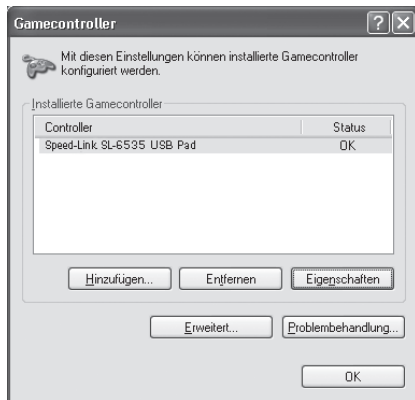 Gamecontroller
Mit diesen Einstellungen können installierte Gamecontroller
konfiguriert werden.
Installierte Gamecontroller
Controller Status
Speed-Link SL-6535 USB Pad OK
Hinzufügen... Entfernen Eigenschaften
Erweitert... Problembehandlung...
OK